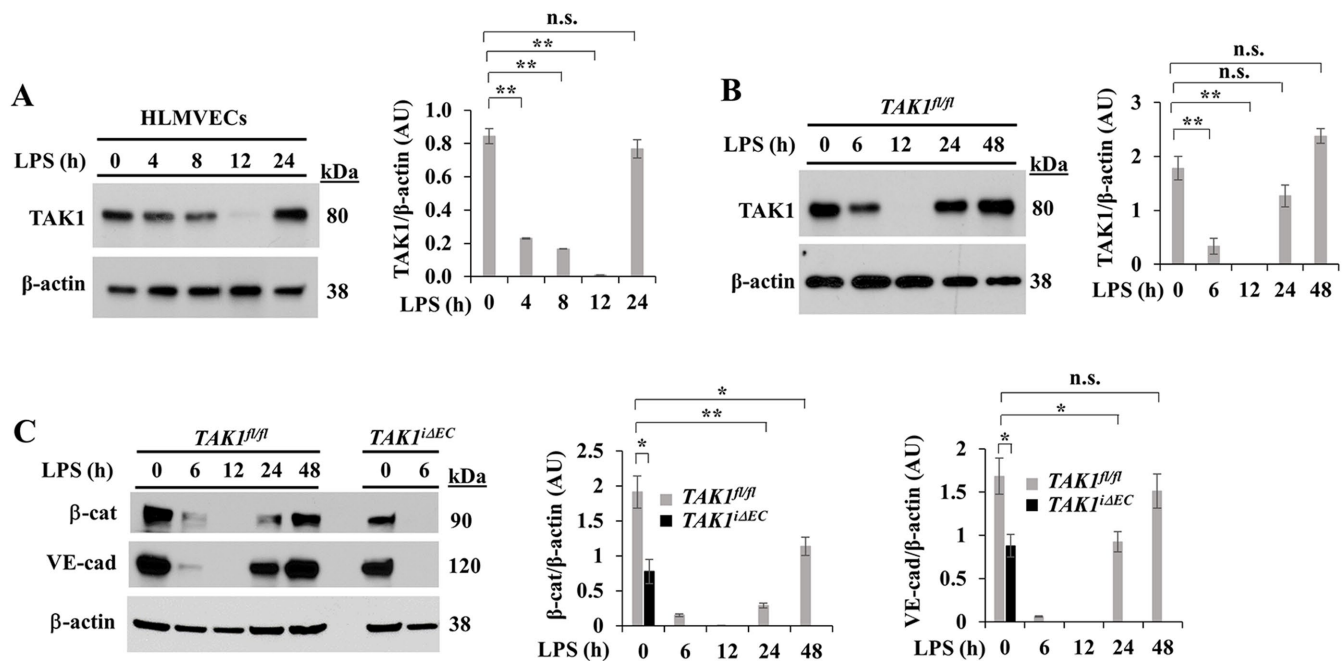 A
HLMVECs
LPS (h) 0 4 8 12 24
kDa
TAK1 80
β-actin 38
n.s.
**
**
**
TAK1/β-actin (AU)
1.0
0.8
0.6
0.4
0.2
0.0
LPS (h) 0 4 8 12 24
B
TAK1fl/fl
LPS (h) 0 6 12 24 48
kDa
TAK1 80
β-actin 38
n.s.
n.s.
**
**
TAK1/β-actin (AU)
3
2
1
0
LPS (h) 0 6 12 24 48
C
TAK1fl/fl TAK1iΔEC
LPS (h) 0 6 12 24 48 0 6 kDa
β-cat 90
VE-cad 120
β-actin 38
*
**
*
β-cat/β-actin (AU)
2.5
2
1.5
1
0.5
0
TAK1fl/fl
TAK1iΔEC
LPS (h) 0 6 12 24 48
n.s.
*
*
VE-cad/β-actin (AU)
2
1.5
1
0.5
0
TAK1fl/fl
TAK1iΔEC
LPS (h) 0 6 12 24 48